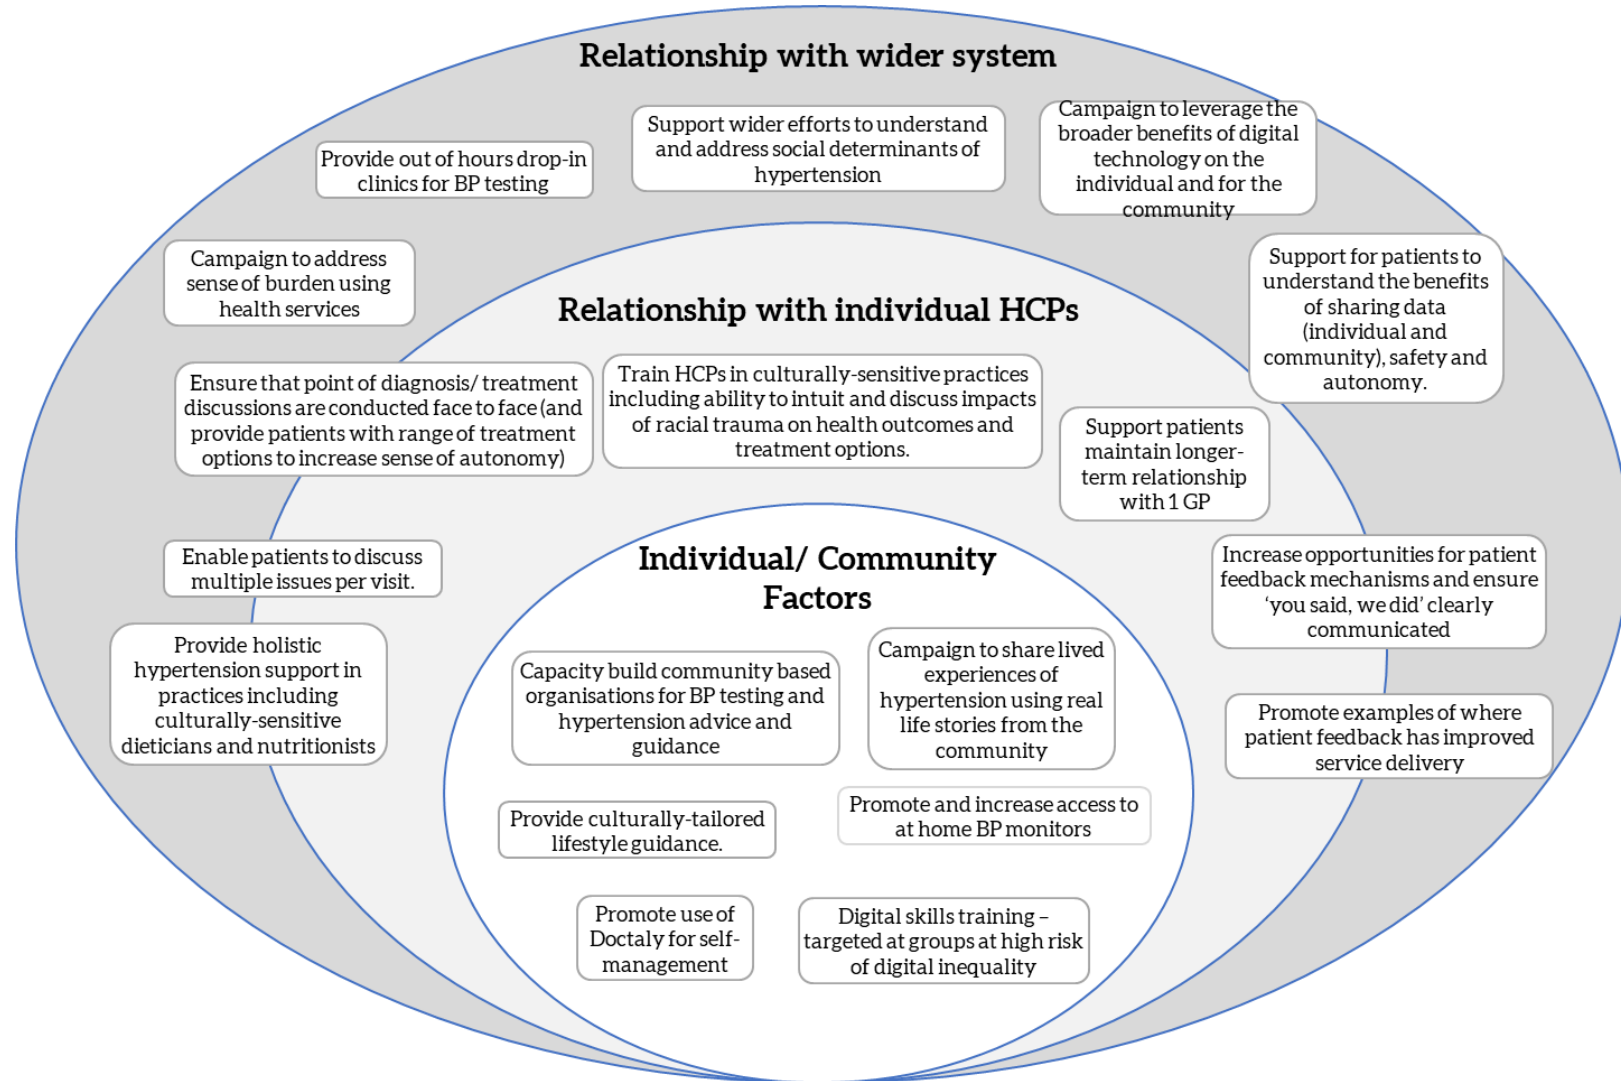 Relationship with wider system
Provide out of hours drop-in
clinics for BP testing
Support wider efforts to understand
and address social determinants of
hypertension
Campaign to leverage the
broader benefits of digital
technology on the
individual and for the
community
Campaign to address
sense of burden using
health services
Support for patients to
understand the benefits
of sharing data
(individual and
community), safety and
autonomy.
Relationship with individual HCPs
Ensure that point of diagnosis/ treatment
discussions are conducted face to face (and
provide patients with range of treatment
options to increase sense of autonomy)
Train HCPs in culturally-sensitive practices
including ability to intuit and discuss impacts
of racial trauma on health outcomes and
treatment options.
Support patients
maintain longer-
term relationship
with 1 GP
Enable patients to discuss
multiple issues per visit.
Increase opportunities for patient
feedback mechanisms and ensure
‘you said, we did’ clearly
communicated
Provide holistic
hypertension support in
practices including
culturally-sensitive
dieticians and nutritionists
Promote examples of where
patient feedback has improved
service delivery
Individual/ Community
Factors
Capacity build community based
organisations for BP testing and
hypertension advice and
guidance
Campaign to share lived
experiences of
hypertension using real
life stories from the
community
Provide culturally-tailored
lifestyle guidance.
Promote and increase access to
at home BP monitors
Promote use of
Doctaly for self-
management
Digital skills training –
targeted at groups at high risk
of digital inequality